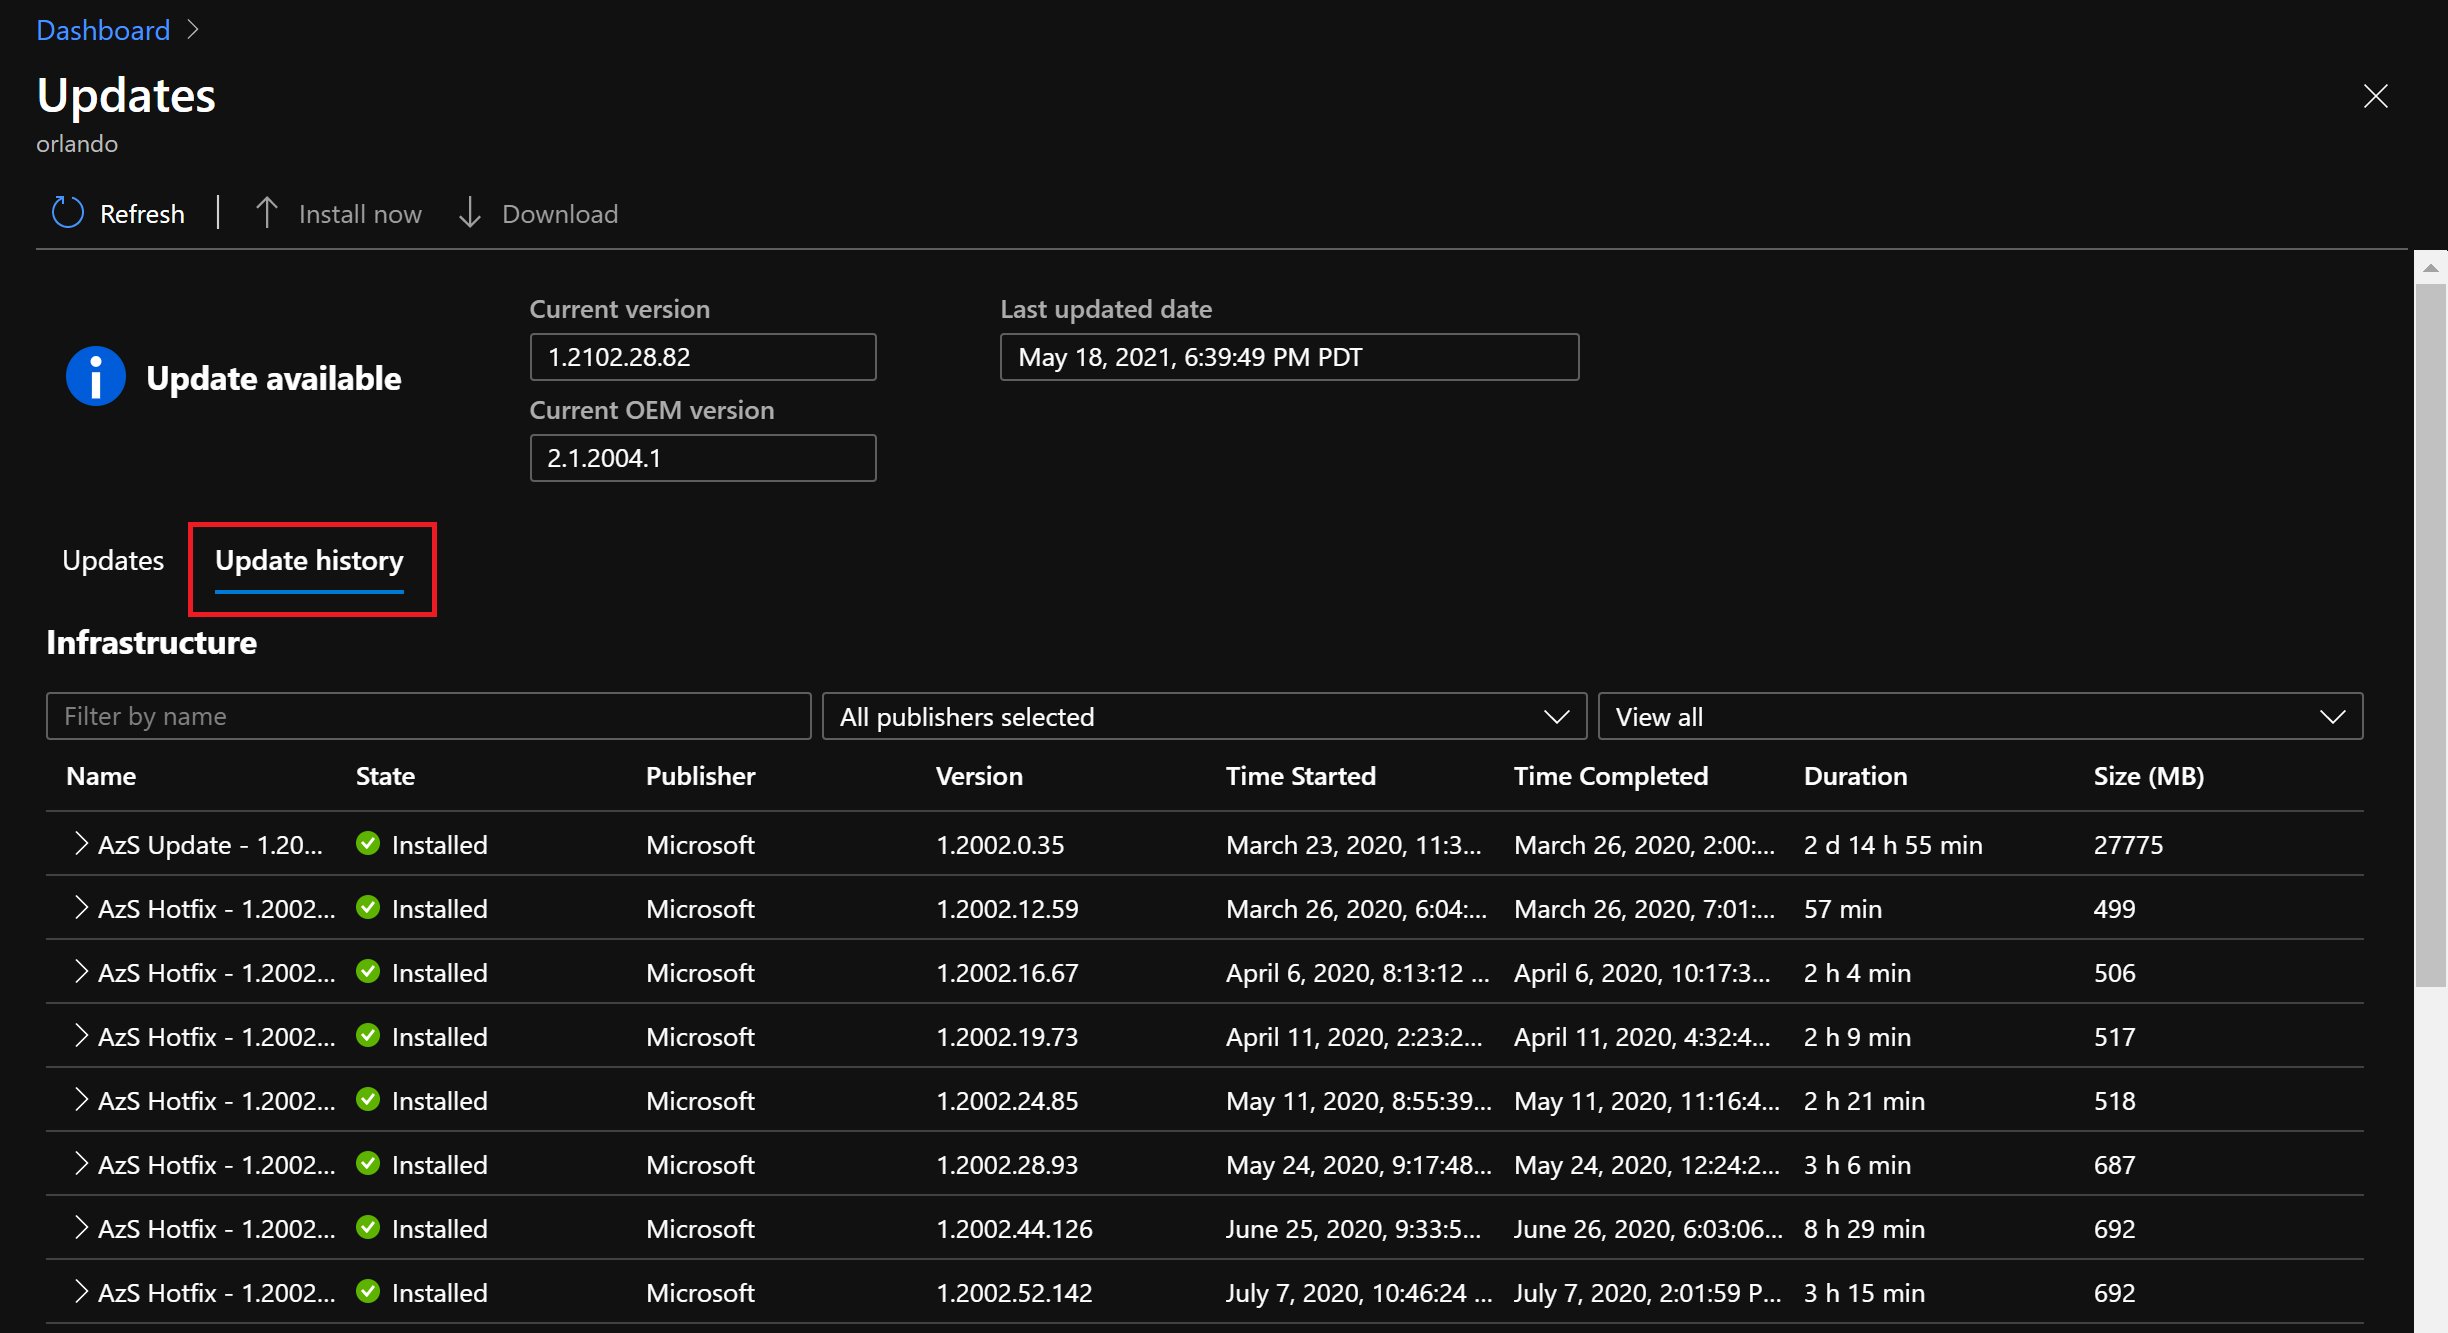 Dashboard
Updates
orlando
Refresh Install now Download
Current version Last updated date
1.2102.28.82 May 18, 2021, 6:39:49 PM PDT
Update available
Current OEM version
2.1.2004.1
Updates Update history
Infrastructure
Filter by name All publishers selected View all
Name State Publisher Version Time Started Time Completed Duration Size (MB)
AzS Update - 1.20... Installed Microsoft 1.2002.0.35 March 23, 2020, 11:3... March 26, 2020, 2:00:... 2 d 14 h 55 min 27775
AzS Hotfix - 1.2002... Installed Microsoft 1.2002.12.59 March 26, 2020, 6:04:... March 26, 2020, 7:01:... 57 min 499
AzS Hotfix - 1.2002... Installed Microsoft 1.2002.16.67 April 6, 2020, 8:13:12 ... April 6, 2020, 10:17:3... 2 h 4 min 506
AzS Hotfix - 1.2002... Installed Microsoft 1.2002.19.73 April 11, 2020, 2:23:2... April 11, 2020, 4:32:4... 2 h 9 min 517
AzS Hotfix - 1.2002... Installed Microsoft 1.2002.24.85 May 11, 2020, 8:55:39... May 11, 2020, 11:16:4... 2 h 21 min 518
AzS Hotfix - 1.2002... Installed Microsoft 1.2002.28.93 May 24, 2020, 9:17:48... May 24, 2020, 12:24:2... 3 h 6 min 687
AzS Hotfix - 1.2002... Installed Microsoft 1.2002.44.126 June 25, 2020, 9:33:5... June 26, 2020, 6:03:06... 8 h 29 min 692
AzS Hotfix - 1.2002... Installed Microsoft 1.2002.52.142 July 7, 2020, 10:46:24 ... July 7, 2020, 2:01:59 P... 3 h 15 min 692